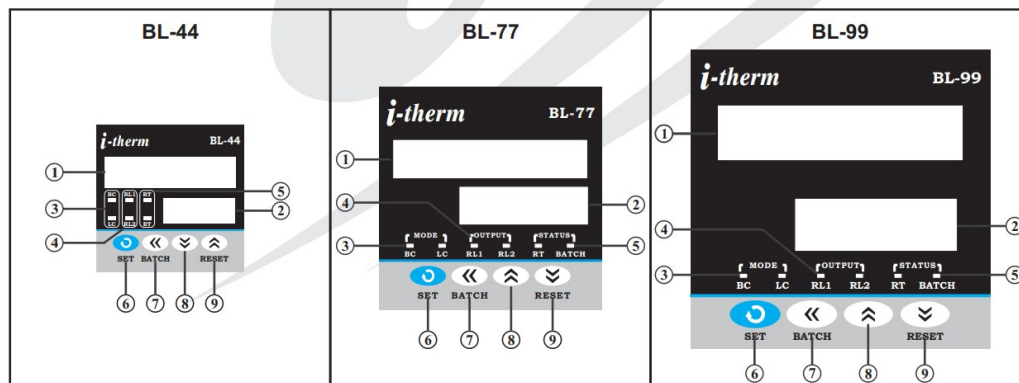 BL-44
i-therm
BL-44
1
BC RL1 RT
5
3
2
LC RL2 BT
4
SET BATCH RESET
6 7 8 9
BL-77
i-therm
BL-77
1
4
2
MODE OUTPUT STATUS
3
BC LC RL1 RL2 RT BATCH
5
SET BATCH RESET
6 7 8 9
BL-99
i-therm
BL-99
1
2
4
MODE OUTPUT STATUS
3
BC LC RL1 RL2 RT BATCH
5
SET BATCH RESET
6 7 8 9